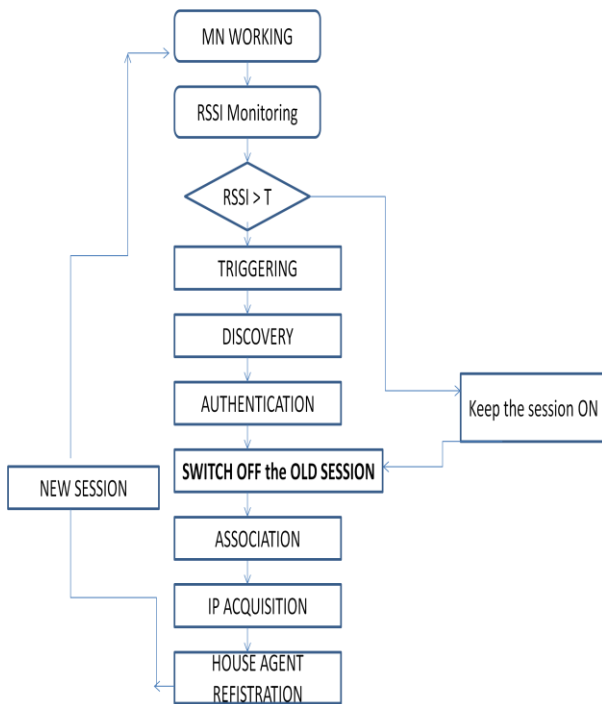 MN WORKING
RSSI Monitoring
RSSI > T
TRIGGERING
DISCOVERY
AUTHENTICATION
Keep the session ON
SWITCH OFF the OLD SESSION
NEW SESSION
ASSOCIATION
IP ACQUISITION
HOUSE AGENT
REFISTRATION